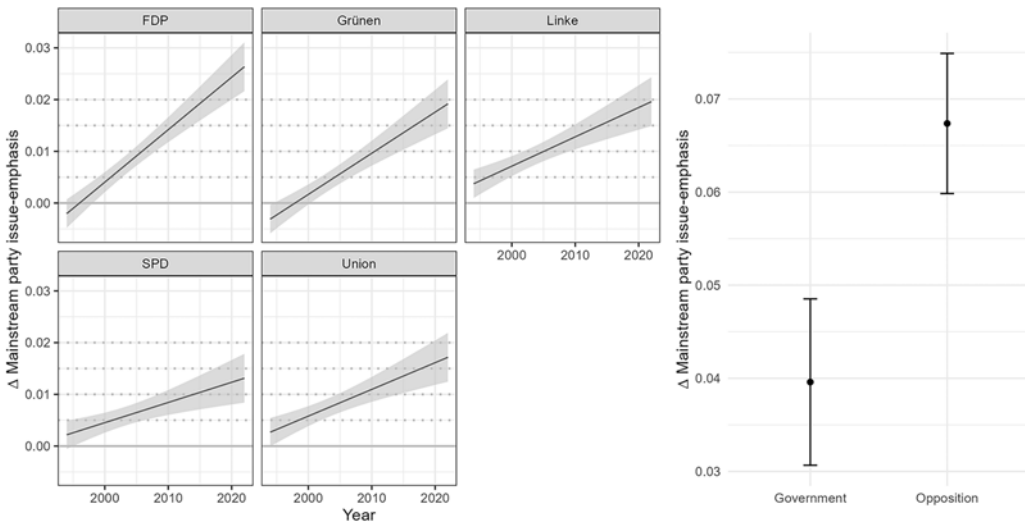 FDP
Grünen
Linke
Δ Mainstream party issue-emphasis
0.03
0.02
0.01
0.00
2000 2010 2020
SPD
Union
0.03
0.02
0.01
0.00
2000 2010 2020
2000 2010 2020
Year
Δ Mainstream party issue-emphasis
0.07
0.06
0.05
0.04
0.03
Government
Opposition